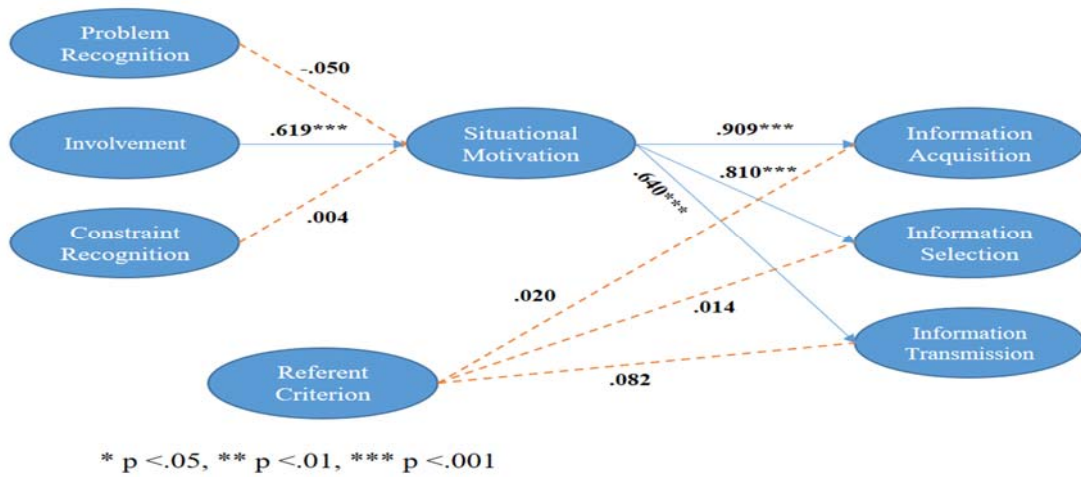 Problem
Recognition
-.050
Involvement
.619***
Situational
Motivation
.909***
Information
Acquisition
.810***
.640***
Constraint
Recognition
.004
Information
Selection
.020
.014
Information
Transmission
Referent
Criterion
.082
* p <.05, ** p <.01, *** p <.001